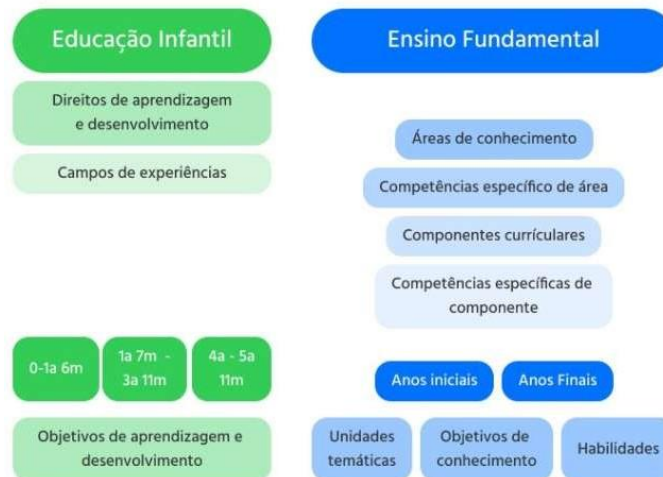 Educação Infantil
Direitos de aprendizagem
e desenvolvimento
Campos de experiências
0-1a 6m
1a 7m -
3a 11m
4a - 5a
11m
Objetivos de aprendizagem e
desenvolvimento
Ensino Fundamental
Áreas de conhecimento
Competências específico de área
Componentes currículares
Competências específicas de
componente
Anos iniciais
Anos Finais
Unidades
temáticas
Objetivos de
conhecimento
Habilidades